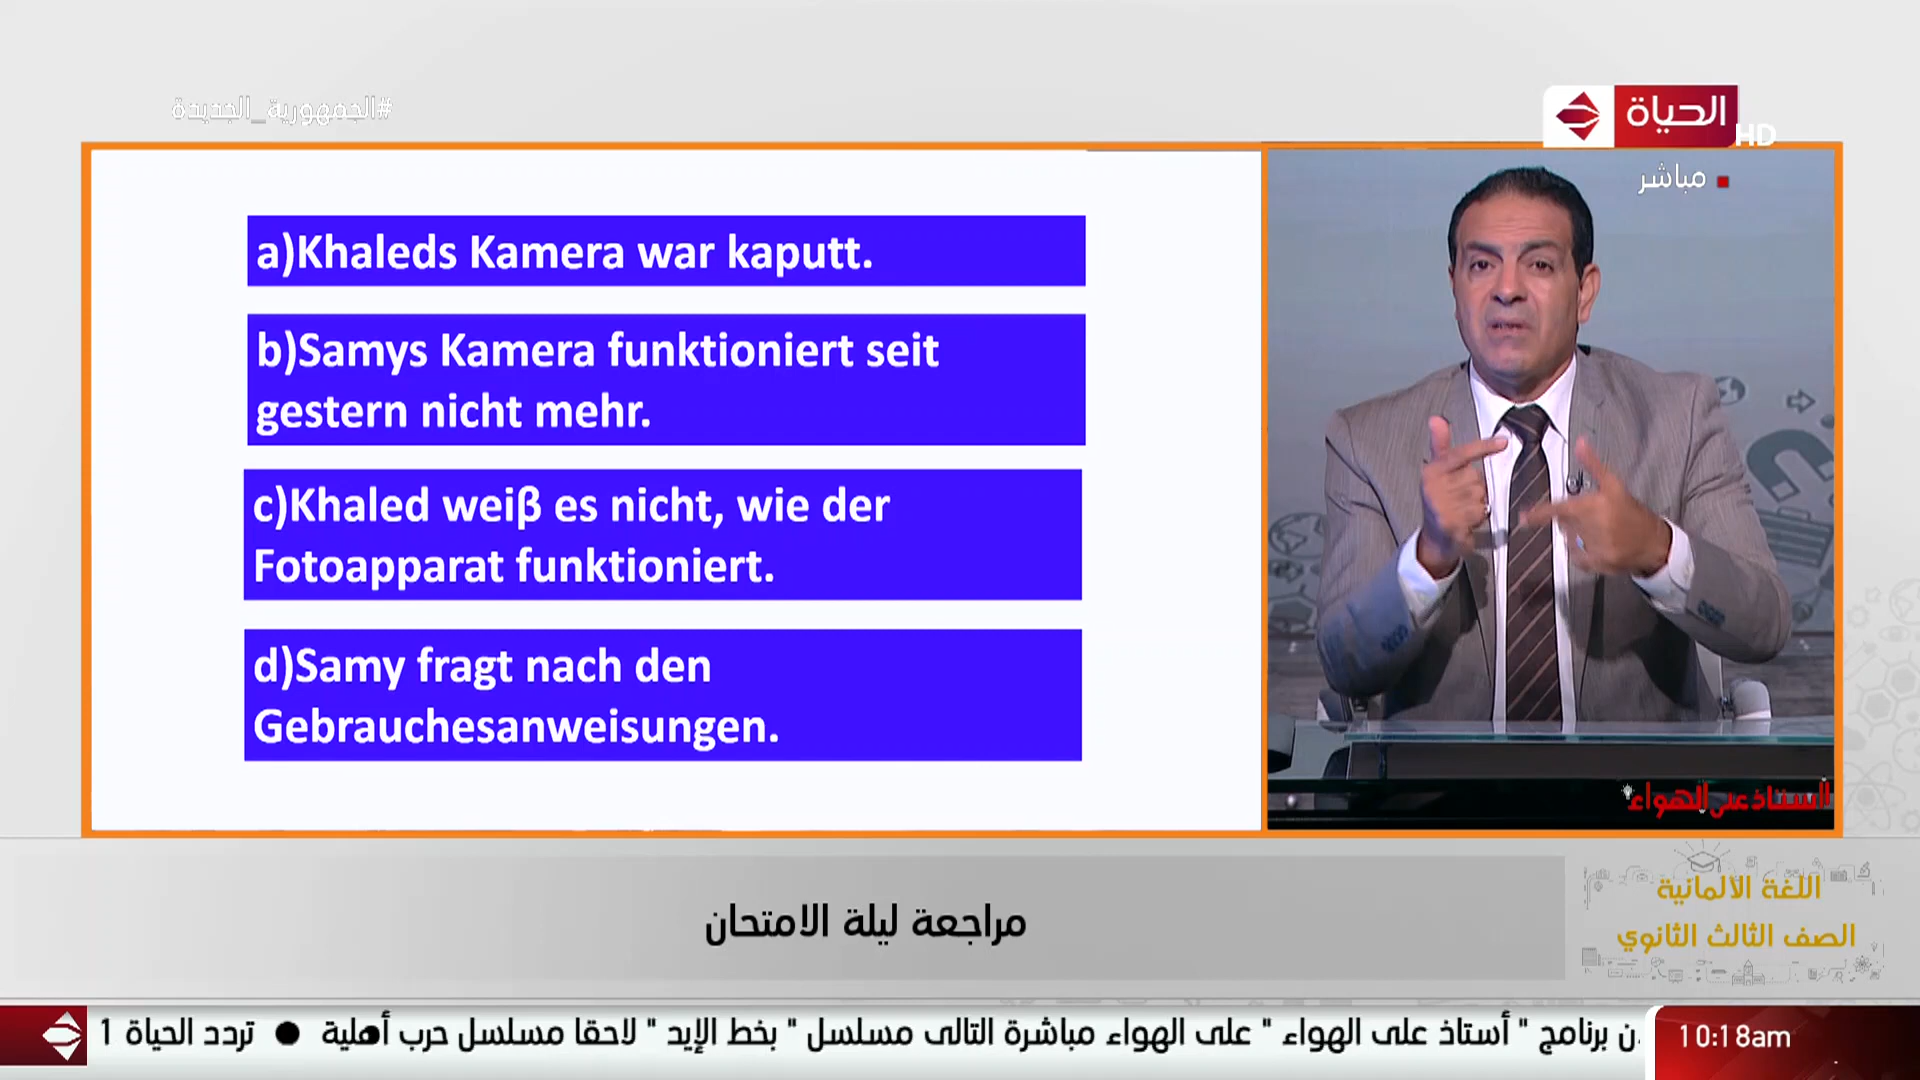 #الجمهورية_الجديدة
الحياة
HD
مباشر
a)Khaleds Kamera war kaputt.
b)Samys Kamera funktioniert seit
gestern nicht mehr.
c)Khaled weiβ es nicht, wie der
Fotoapparat funktioniert.
d)Samy fragt nach den
Gebrauchesanweisungen.
أستاذ على الهواء
مراجعة ليلة الامتحان
اللغة الالمانية
الصف الثالث الثانوي
ن برنامج " أستاذ على الهواء " على الهواء مباشرة التالى مسلسل " بخط الإيد " لاحقا مسلسل حرب أهلية ● تردد الحياة 1
10:18am